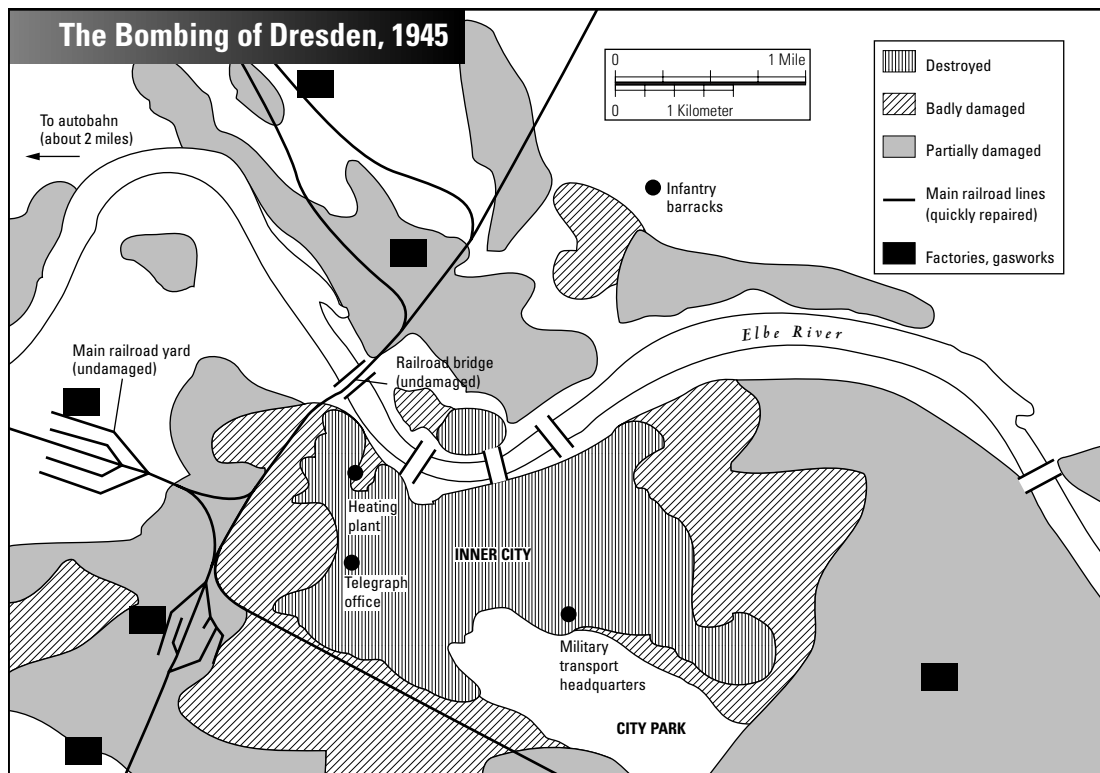 The Bombing of Dresden, 1945
0 1 Mile
0 1 Kilometer
Destroyed
Badly damaged
Partially damaged
Main railroad lines
(quickly repaired)
Factories, gasworks
To autobahn
(about 2 miles)
Infantry
barracks
Elbe River
Main railroad yard
(undamaged)
Railroad bridge
(undamaged)
Heating
plant
INNER CITY
Telegraph
office
Military
transport
headquarters
CITY PARK